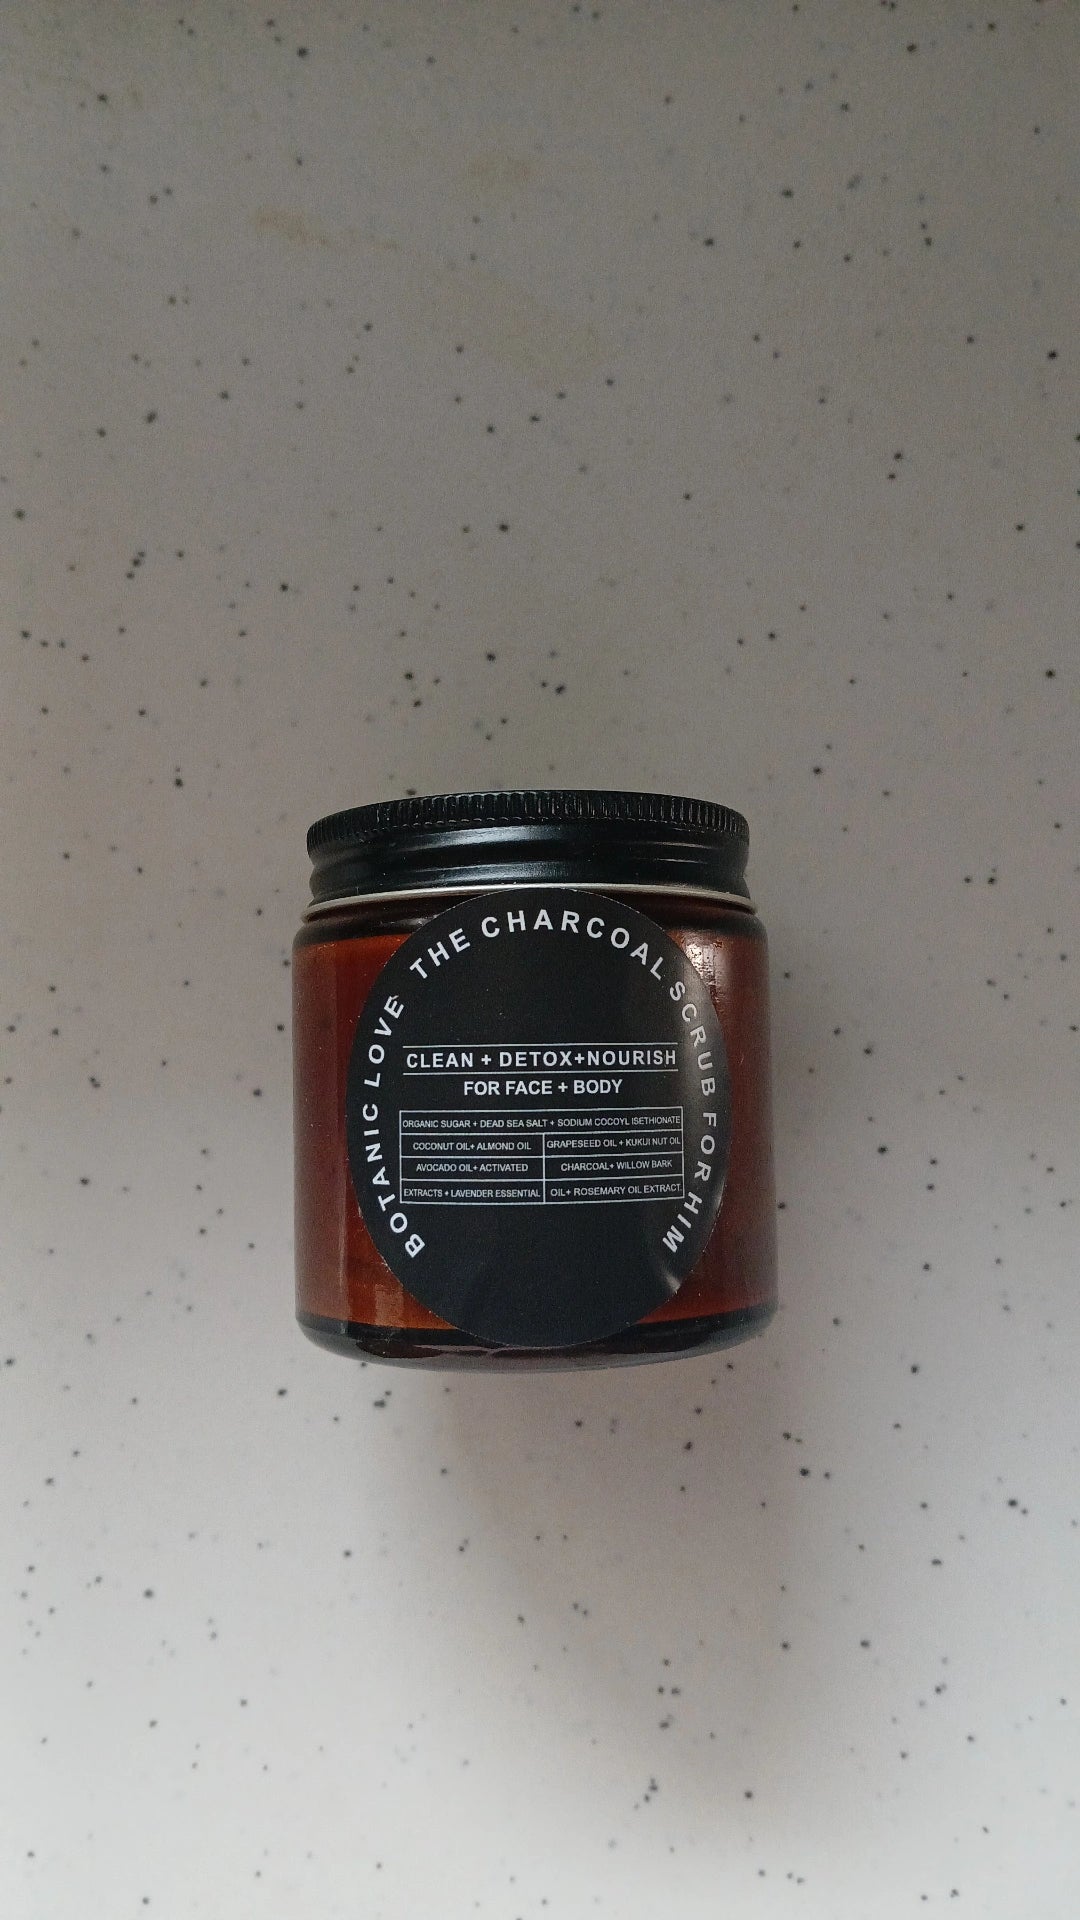 BOTANIC LOVE THE CHARCOAL SCRUB FOR HIM
CLEAN + DETOX+NOURISH
FOR FACE + BODY
ORGANIC SUGAR + DEAD SEA SALT + SODIUM COCOYL ISETHIONATE
COCONUT OIL+ ALMOND OIL GRAPESEED OIL + KUKUI NUT OIL
AVOCADO OIL+ ACTIVATED CHARCOAL+ WILLOW BARK
EXTRACTS + LAVENDER ESSENTIAL OIL+ ROSEMARY OIL EXTRACT.